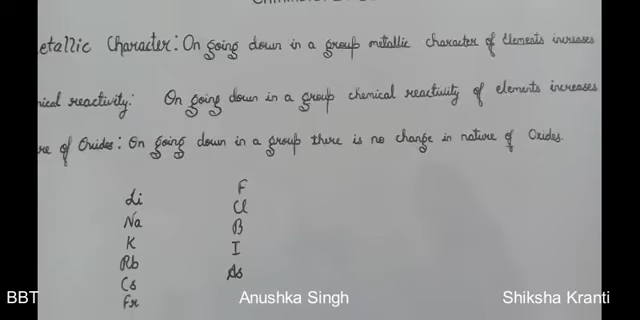 etallic Character: On going down in a group metallic character of Elements increases
ical reactivity: On going down in a group chemical reactivity of elements increases
re of Oxides: On going down in a group there is no change in nature of Oxides
Li F
Na Cl
K B
Rb I
Cs As
Fr
BBT Anushka Singh Shiksha Kranti